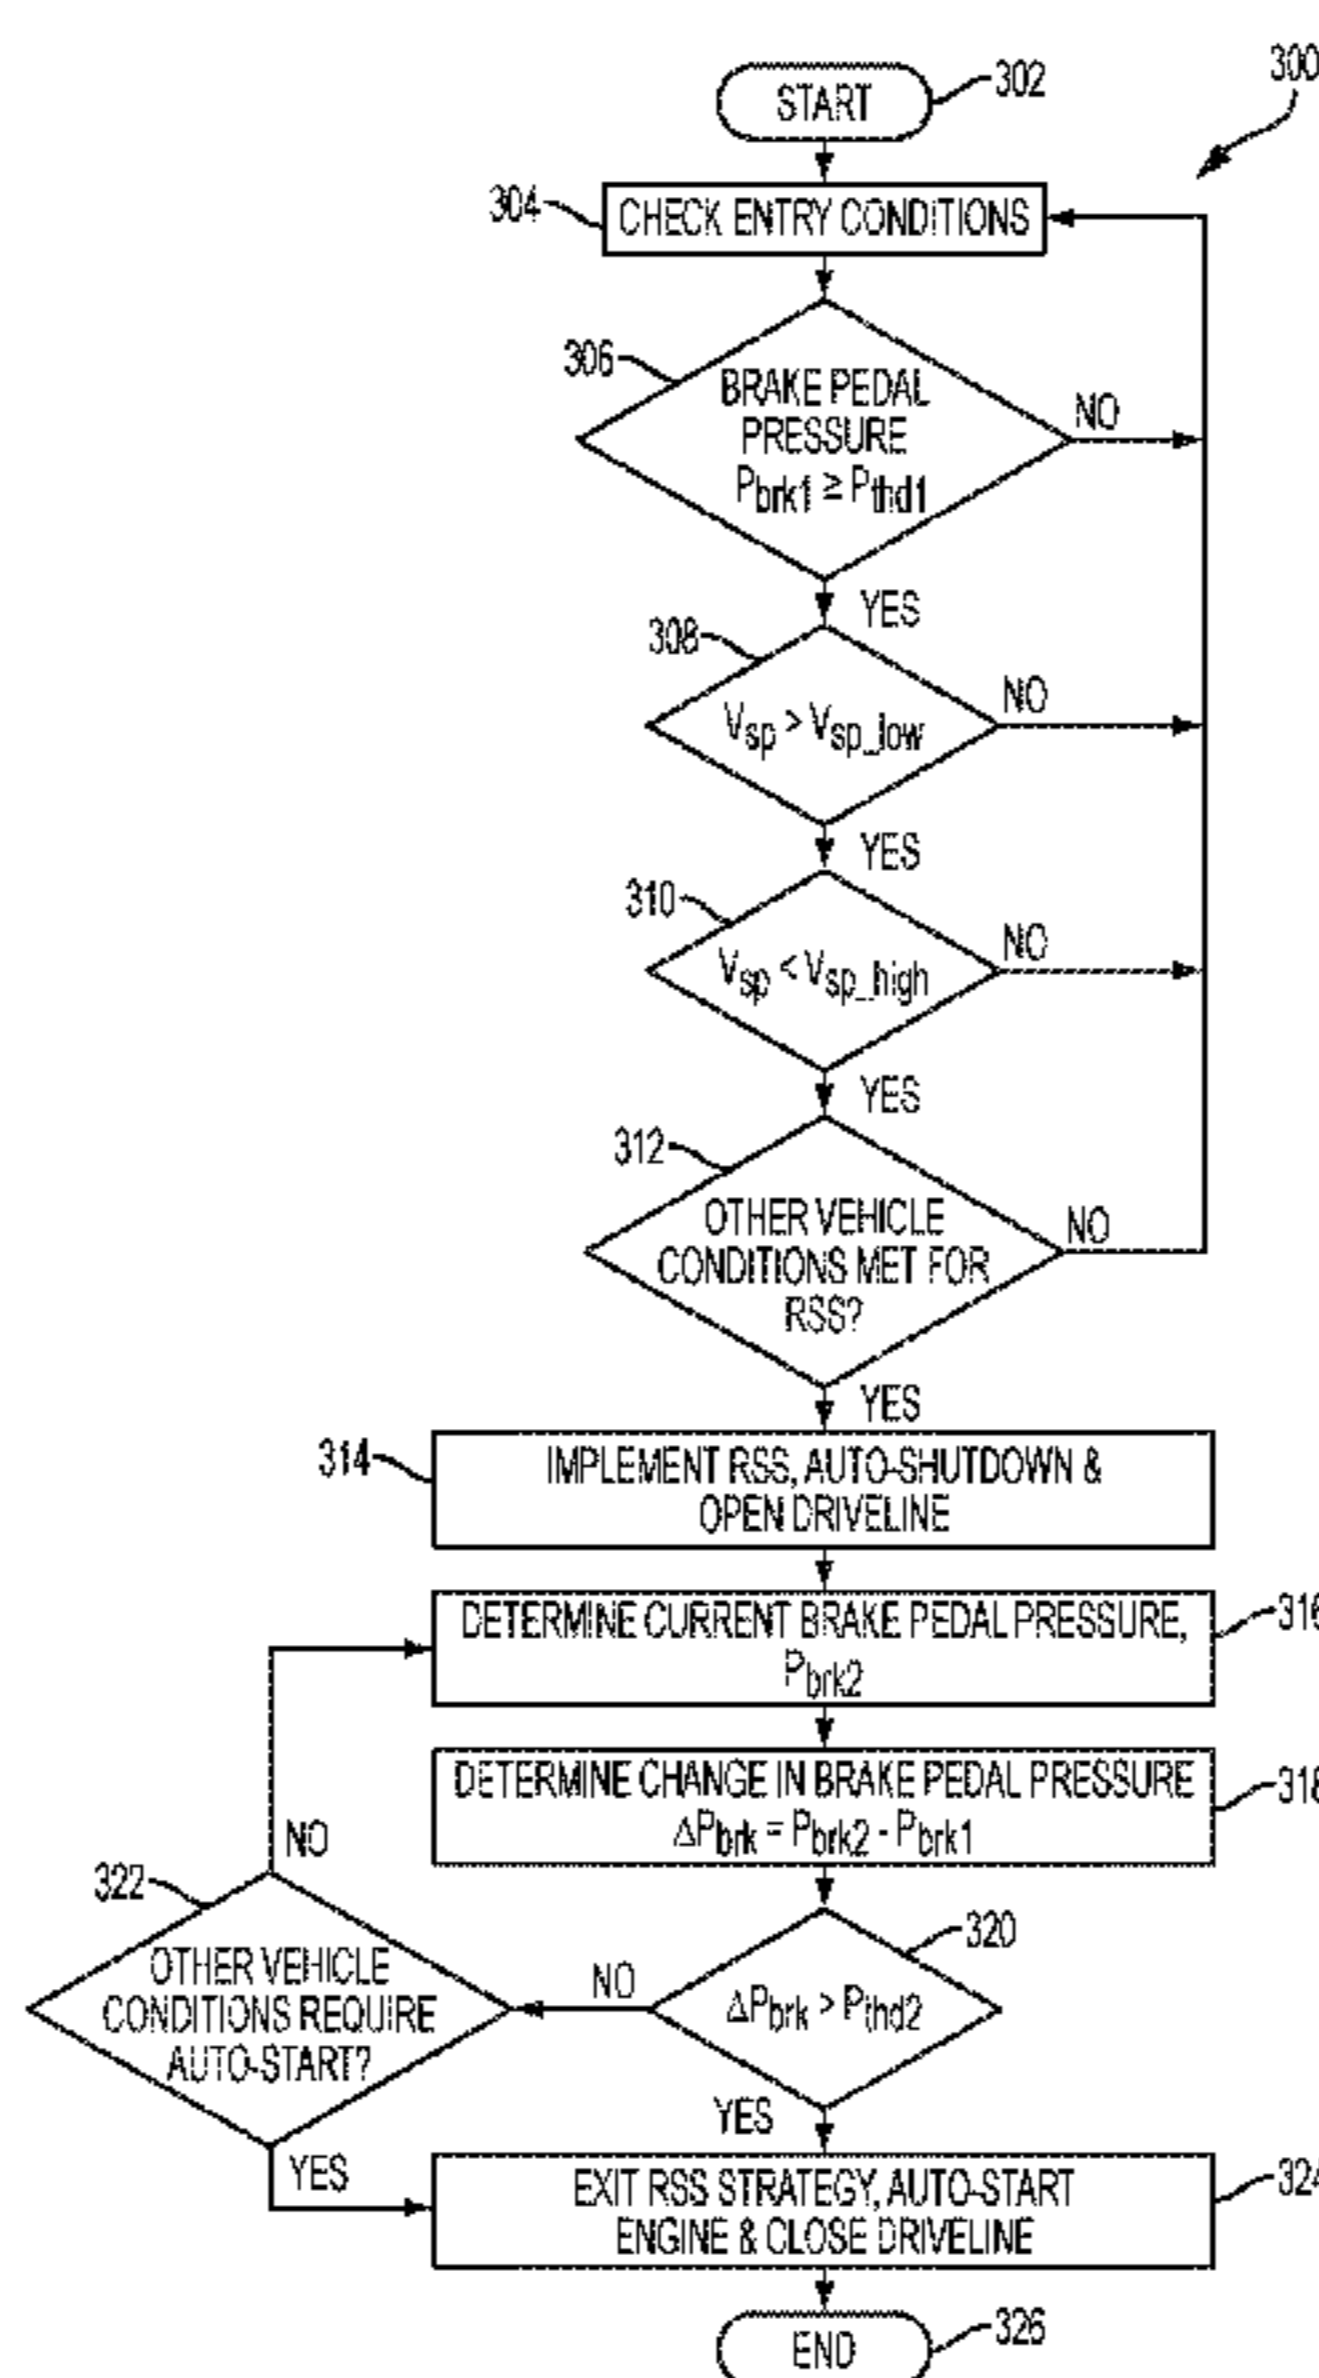 300
START
302
304
CHECK ENTRY CONDITIONS
306
BRAKE PEDAL
PRESSURE
Pbrk1 ≥ Pthd1
NO
YES
308
Vsp > Vsp_low
NO
YES
310
Vsp < Vsp_high
NO
YES
312
OTHER VEHICLE
CONDITIONS MET FOR
RSS?
NO
YES
314
IMPLEMENT RSS, AUTO-SHUTDOWN &
OPEN DRIVELINE
DETERMINE CURRENT BRAKE PEDAL PRESSURE,
Pbrk2
316
DETERMINE CHANGE IN BRAKE PEDAL PRESSURE
ΔPbrk = Pbrk2 - Pbrk1
318
NO
322
OTHER VEHICLE
CONDITIONS REQUIRE
AUTO-START?
NO
320
ΔPbrk > Pthd2
YES
YES
EXIT RSS STRATEGY, AUTO-START
ENGINE & CLOSE DRIVELINE
324
END
326